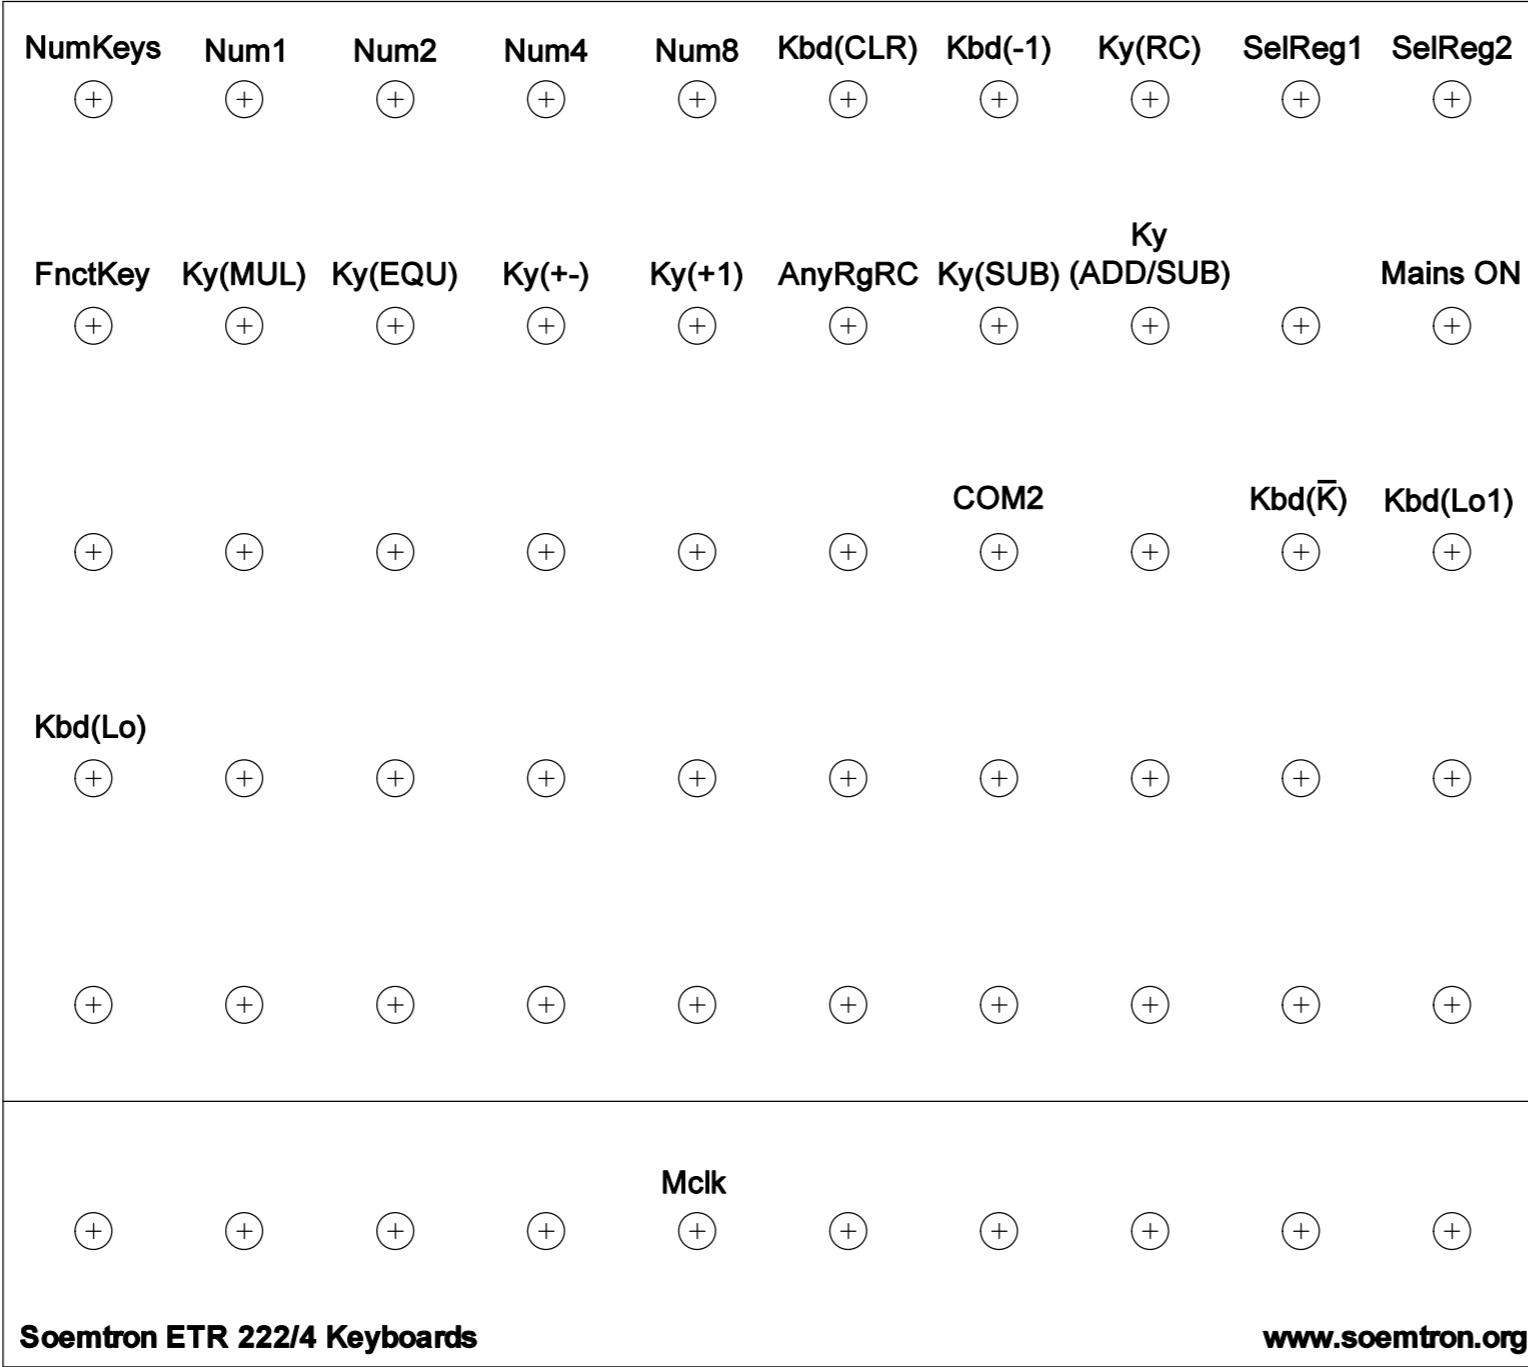 NumKeys Num1 Num2 Num4 Num8 Kbd(CLR) Kbd(-1) Ky(RC) SelReg1 SelReg2
Ky
FnctKey Ky(MUL) Ky(EQU) Ky(+-) Ky(+1) AnyRgRC Ky(SUB) (ADD/SUB) Mains ON
COM2 Kbd(K̅) Kbd(Lo1)
Kbd(Lo)
Mclk
Soemtron ETR 222/4 Keyboards www.soemtron.org